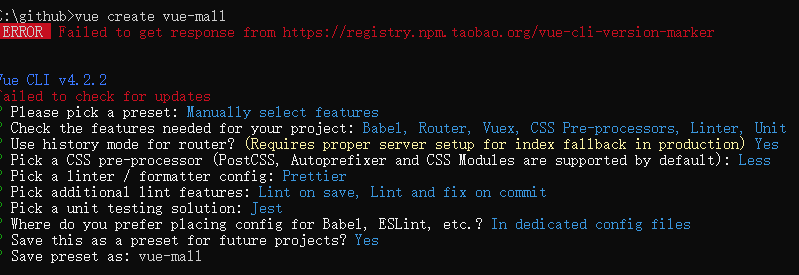 C:\github>vue create vue-mall
ERROR Failed to get response from https://registry.npm.taobao.org/vue-cli-version-marker
Vue CLI v4.2.2
Failed to check for updates
? Please pick a preset: Manually select features
? Check the features needed for your project: Babel, Router, Vuex, CSS Pre-processors, Linter, Unit
? Use history mode for router? (Requires proper server setup for index fallback in production) Yes
? Pick a CSS pre-processor (PostCSS, Autoprefixer and CSS Modules are supported by default): Less
? Pick a linter / formatter config: Prettier
? Pick additional lint features: Lint on save, Lint and fix on commit
? Pick a unit testing solution: Jest
? Where do you prefer placing config for Babel, ESLint, etc.? In dedicated config files
? Save this as a preset for future projects? Yes
? Save preset as: vue-mall